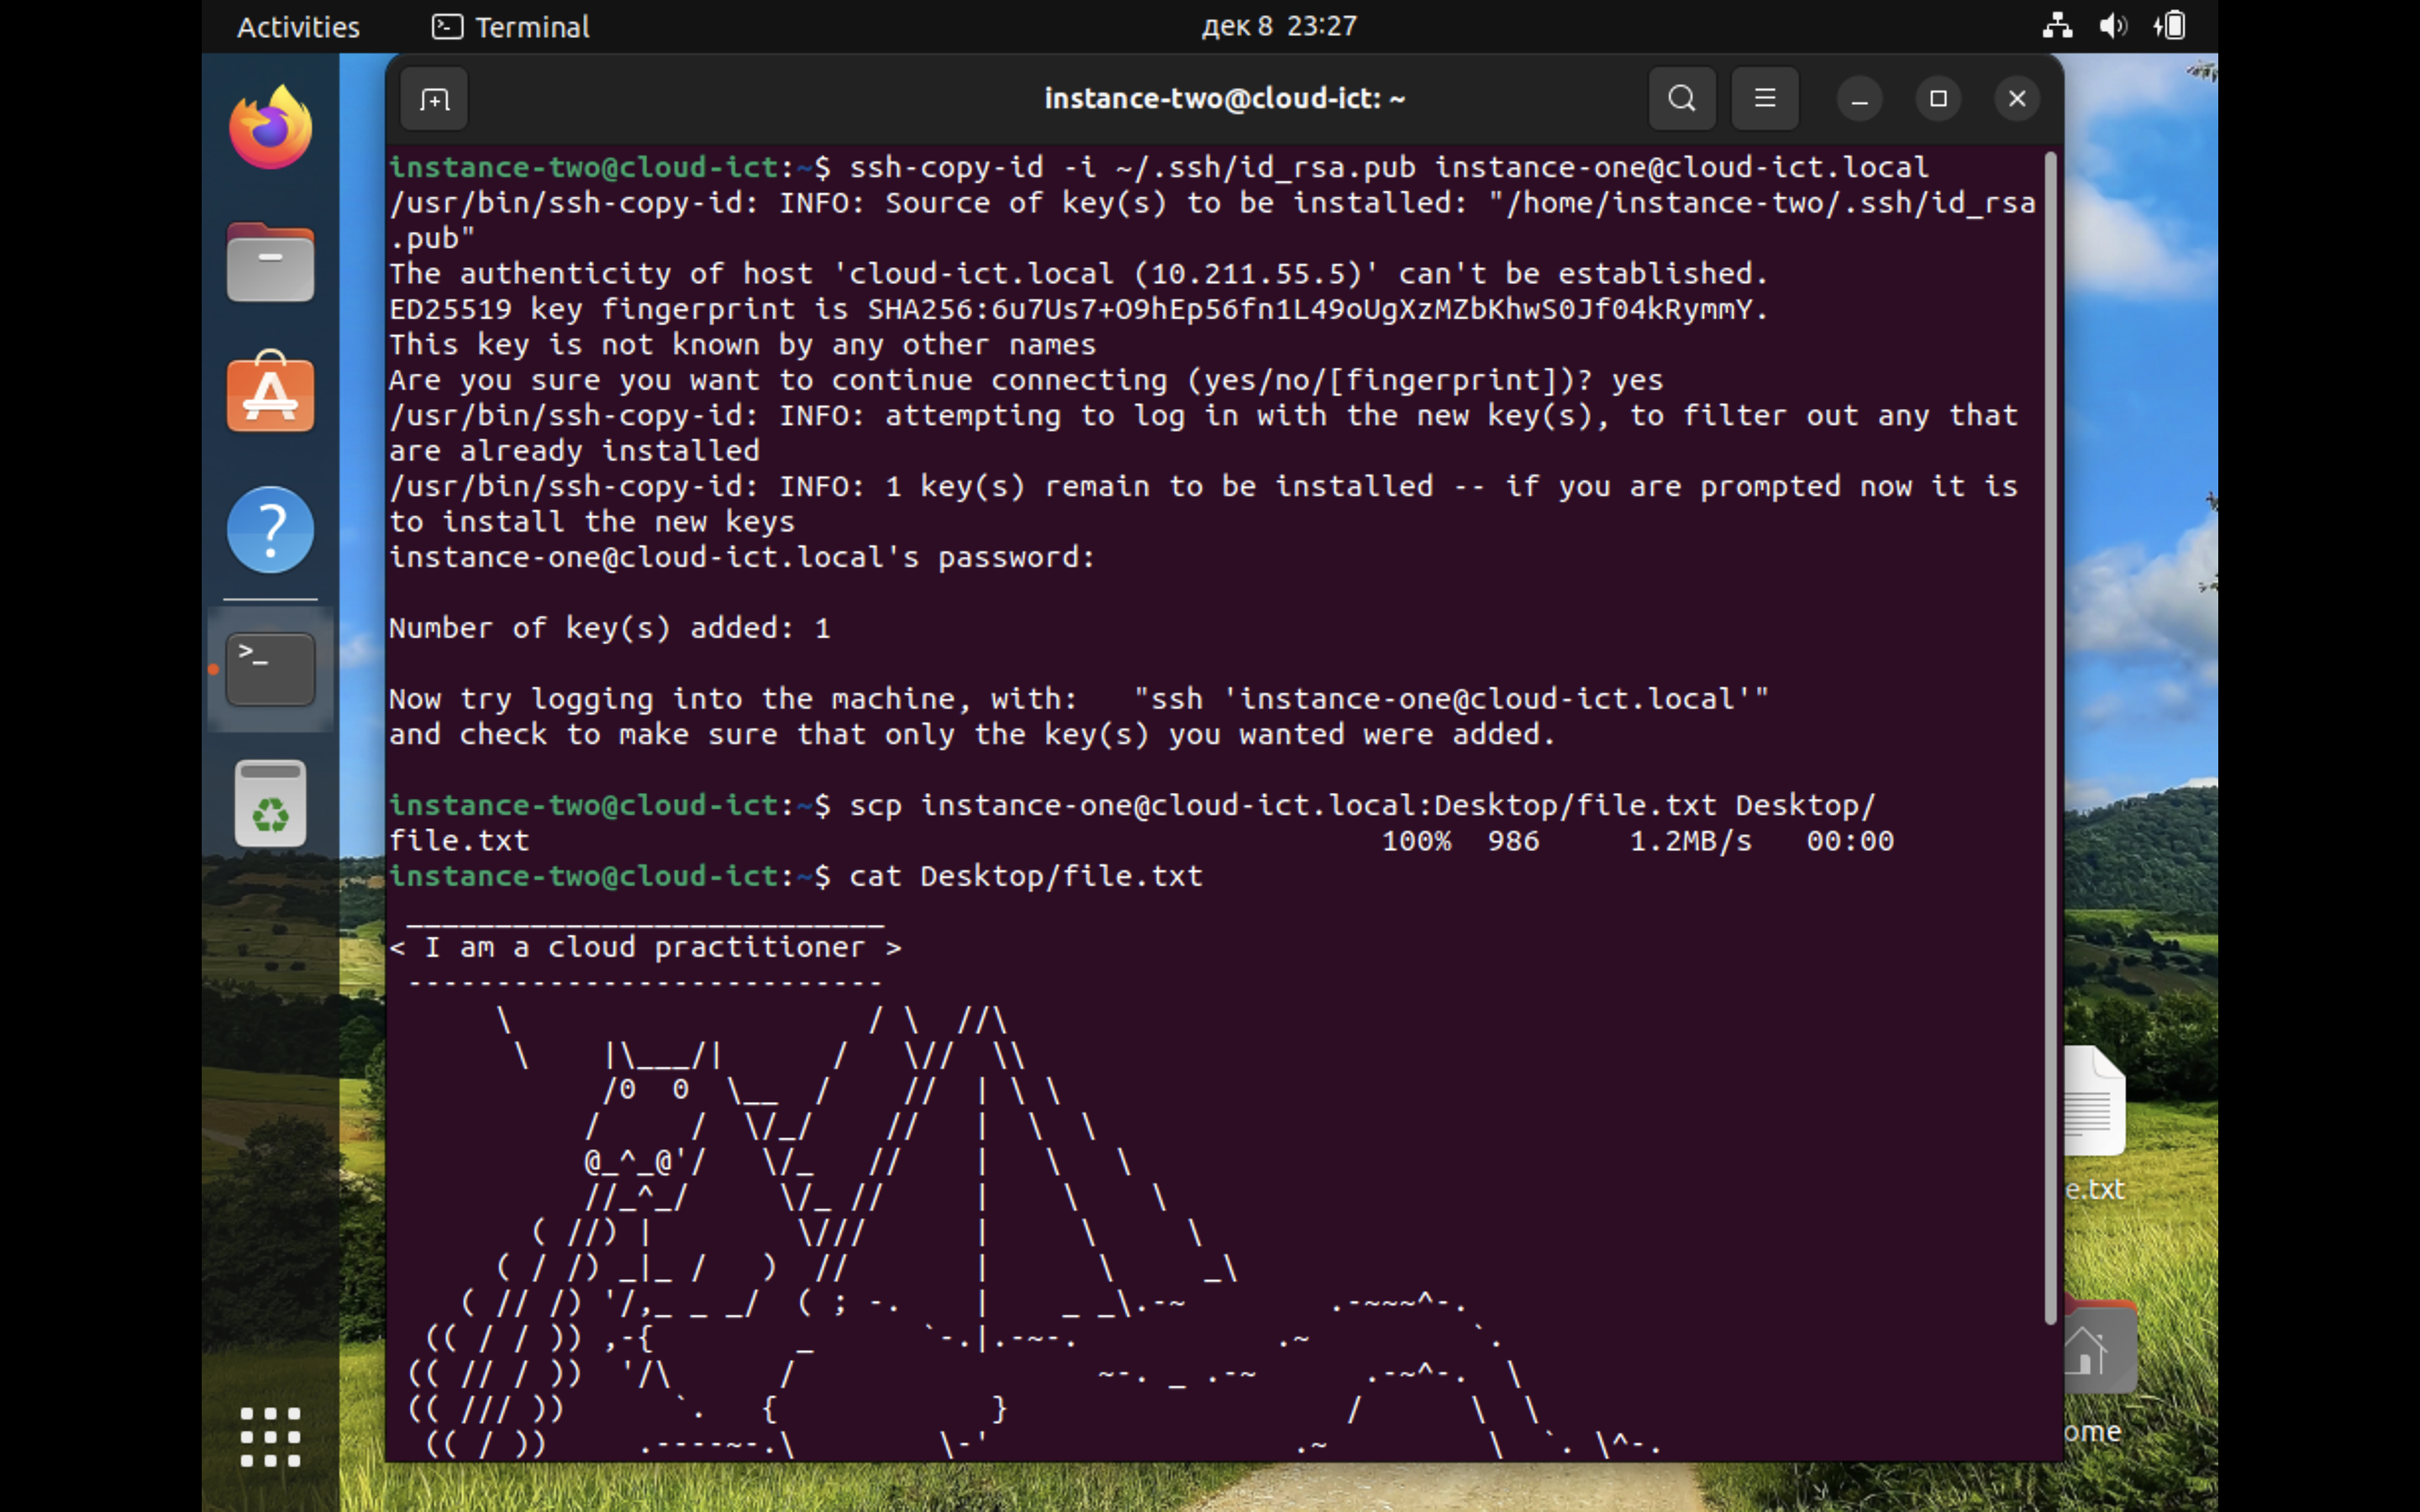 Activities Terminal дек 8 23:27
instance-two@cloud-ict: ~
instance-two@cloud-ict:~$ ssh-copy-id -i ~/.ssh/id_rsa.pub instance-one@cloud-ict.local
/usr/bin/ssh-copy-id: INFO: Source of key(s) to be installed: "/home/instance-two/.ssh/id_rsa
.pub"
The authenticity of host 'cloud-ict.local (10.211.55.5)' can't be established.
ED25519 key fingerprint is SHA256:6u7Us7+O9hEp56fn1L49oUgXzMZbKhwS0Jf04kRymmY.
This key is not known by any other names
Are you sure you want to continue connecting (yes/no/[fingerprint])? yes
/usr/bin/ssh-copy-id: INFO: attempting to log in with the new key(s), to filter out any that
are already installed
/usr/bin/ssh-copy-id: INFO: 1 key(s) remain to be installed -- if you are prompted now it is
to install the new keys
instance-one@cloud-ict.local's password:
Number of key(s) added: 1
Now try logging into the machine, with:   "ssh 'instance-one@cloud-ict.local'"
and check to make sure that only the key(s) you wanted were added.
instance-two@cloud-ict:~$ scp instance-one@cloud-ict.local:Desktop/file.txt Desktop/
file.txt 100% 986 1.2MB/s 00:00
instance-two@cloud-ict:~$ cat Desktop/file.txt
< I am a cloud practitioner >
e.txt
ome